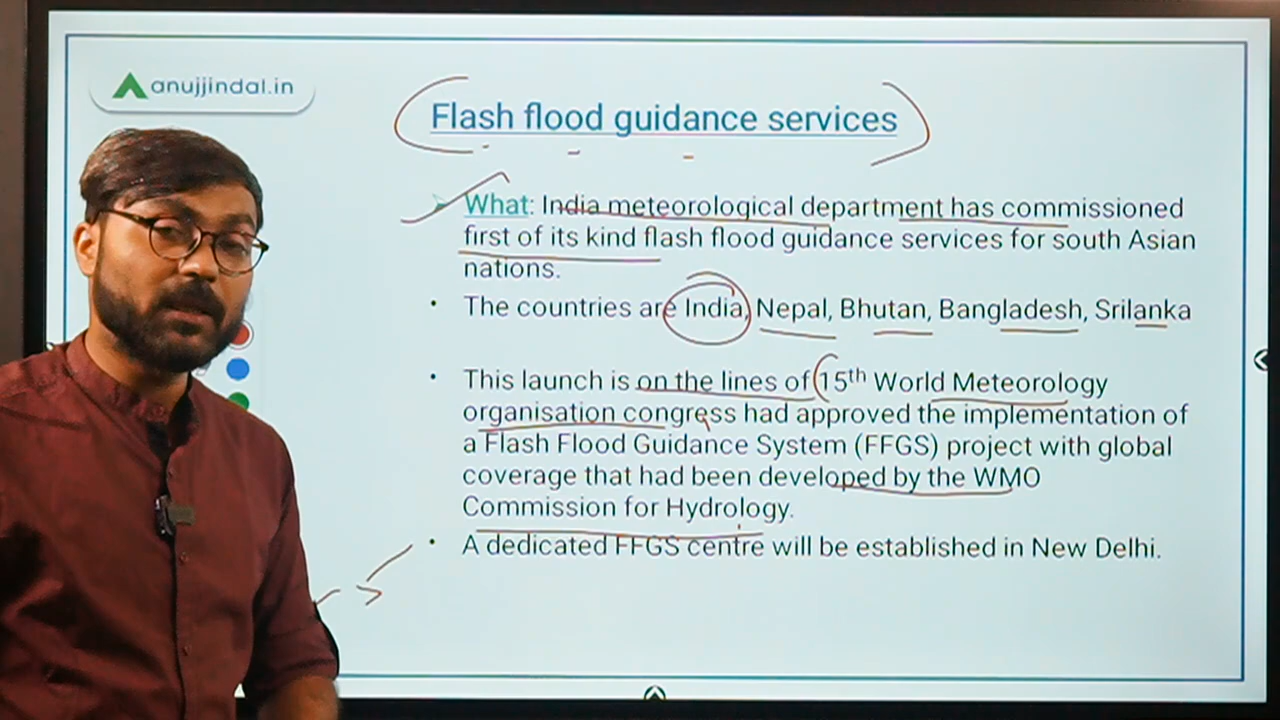 anujjindal.in
Flash flood guidance services
What: India meteorological department has commissioned
first of its kind flash flood guidance services for south Asian
nations.
• The countries are India, Nepal, Bhutan, Bangladesh, Srilanka
• This launch is on the lines of 15th World Meteorology
organisation congress had approved the implementation of
a Flash Flood Guidance System (FFGS) project with global
coverage that had been developed by the WMO
Commission for Hydrology.
• A dedicated FFGS centre will be established in New Delhi.